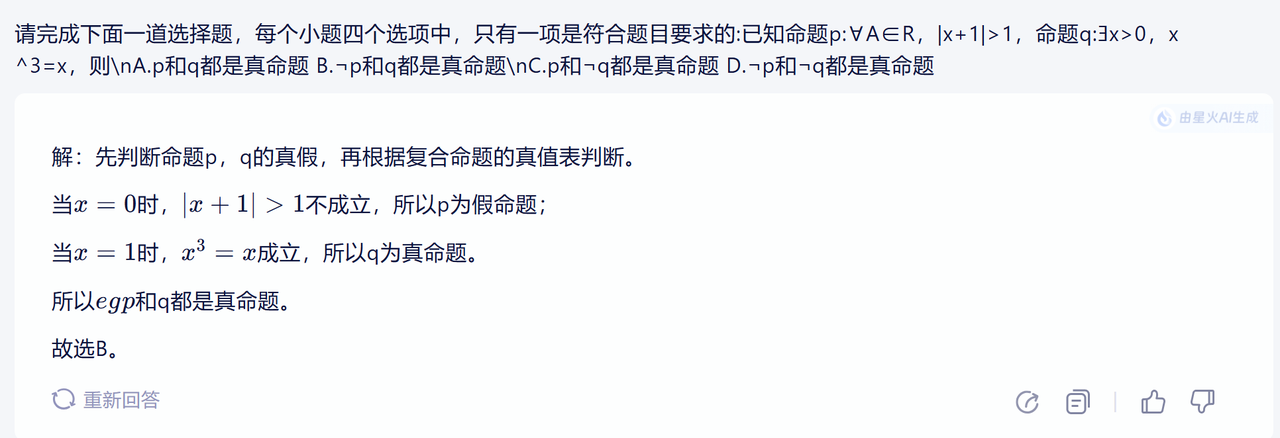 请完成下面一道选择题，每个小题四个选项中，只有一项是符合题目要求的:已知命题p:∀A∈R，|x+1|>1，命题q:∃x>0，x
^3=x，则\nA.p和q都是真命题 B.¬p和q都是真命题\nC.p和¬q都是真命题 D.¬p和¬q都是真命题
由星火AI生成
解：先判断命题p，q的真假，再根据复合命题的真值表判断。
当x = 0时，|x + 1| > 1不成立，所以p为假命题；
当x = 1时，x³ = x成立，所以q为真命题。
所以egp和q都是真命题。
故选B。
重新回答